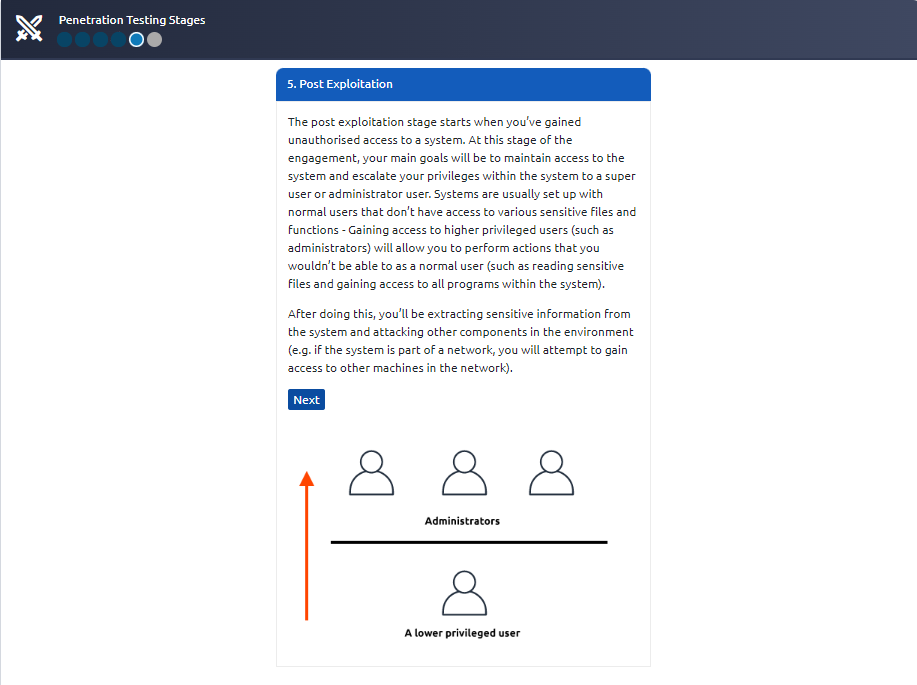 Penetration Testing Stages
5. Post Exploitation
The post exploitation stage starts when you’ve gained
unauthorised access to a system. At this stage of the
engagement, your main goals will be to maintain access to the
system and escalate your privileges within the system to a super
user or administrator user. Systems are usually set up with
normal users that don’t have access to various sensitive files and
functions - Gaining access to higher privileged users (such as
administrators) will allow you to perform actions that you
wouldn’t be able to as a normal user (such as reading sensitive
files and gaining access to all programs within the system).
After doing this, you’ll be extracting sensitive information from
the system and attacking other components in the environment
(e.g. if the system is part of a network, you will attempt to gain
access to other machines in the network).
Next
Administrators
A lower privileged user